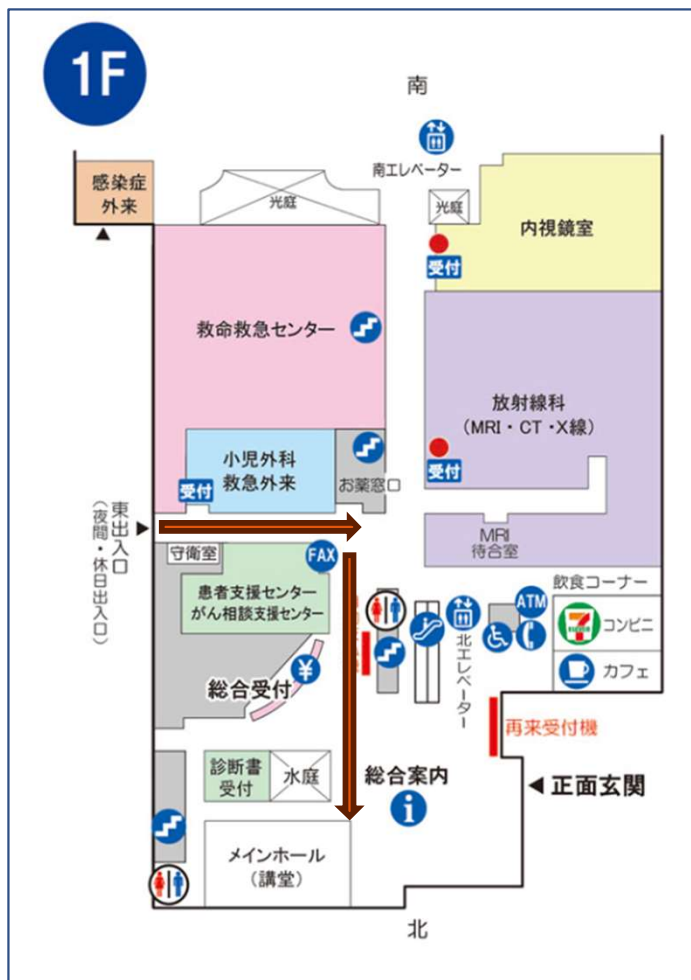 1F
南
南エレベーター
感染症
外来
光庭
光庭
内視鏡室
受付
救命救急センター
放射線科
(MRI・CT・X線)
小児外科
救急外来
受付
お薬窓口
受付
東出入口
(夜間・休日出入口)
守衛室
FAX
MRI
待合室
患者支援センター
がん相談支援センター
飲食コーナー
ATM
コンビニ
北エレベーター
カフェ
総合受付
¥
再来受付機
診断書
受付
水庭
総合案内
i
正面玄関
メインホール
(講堂)
北